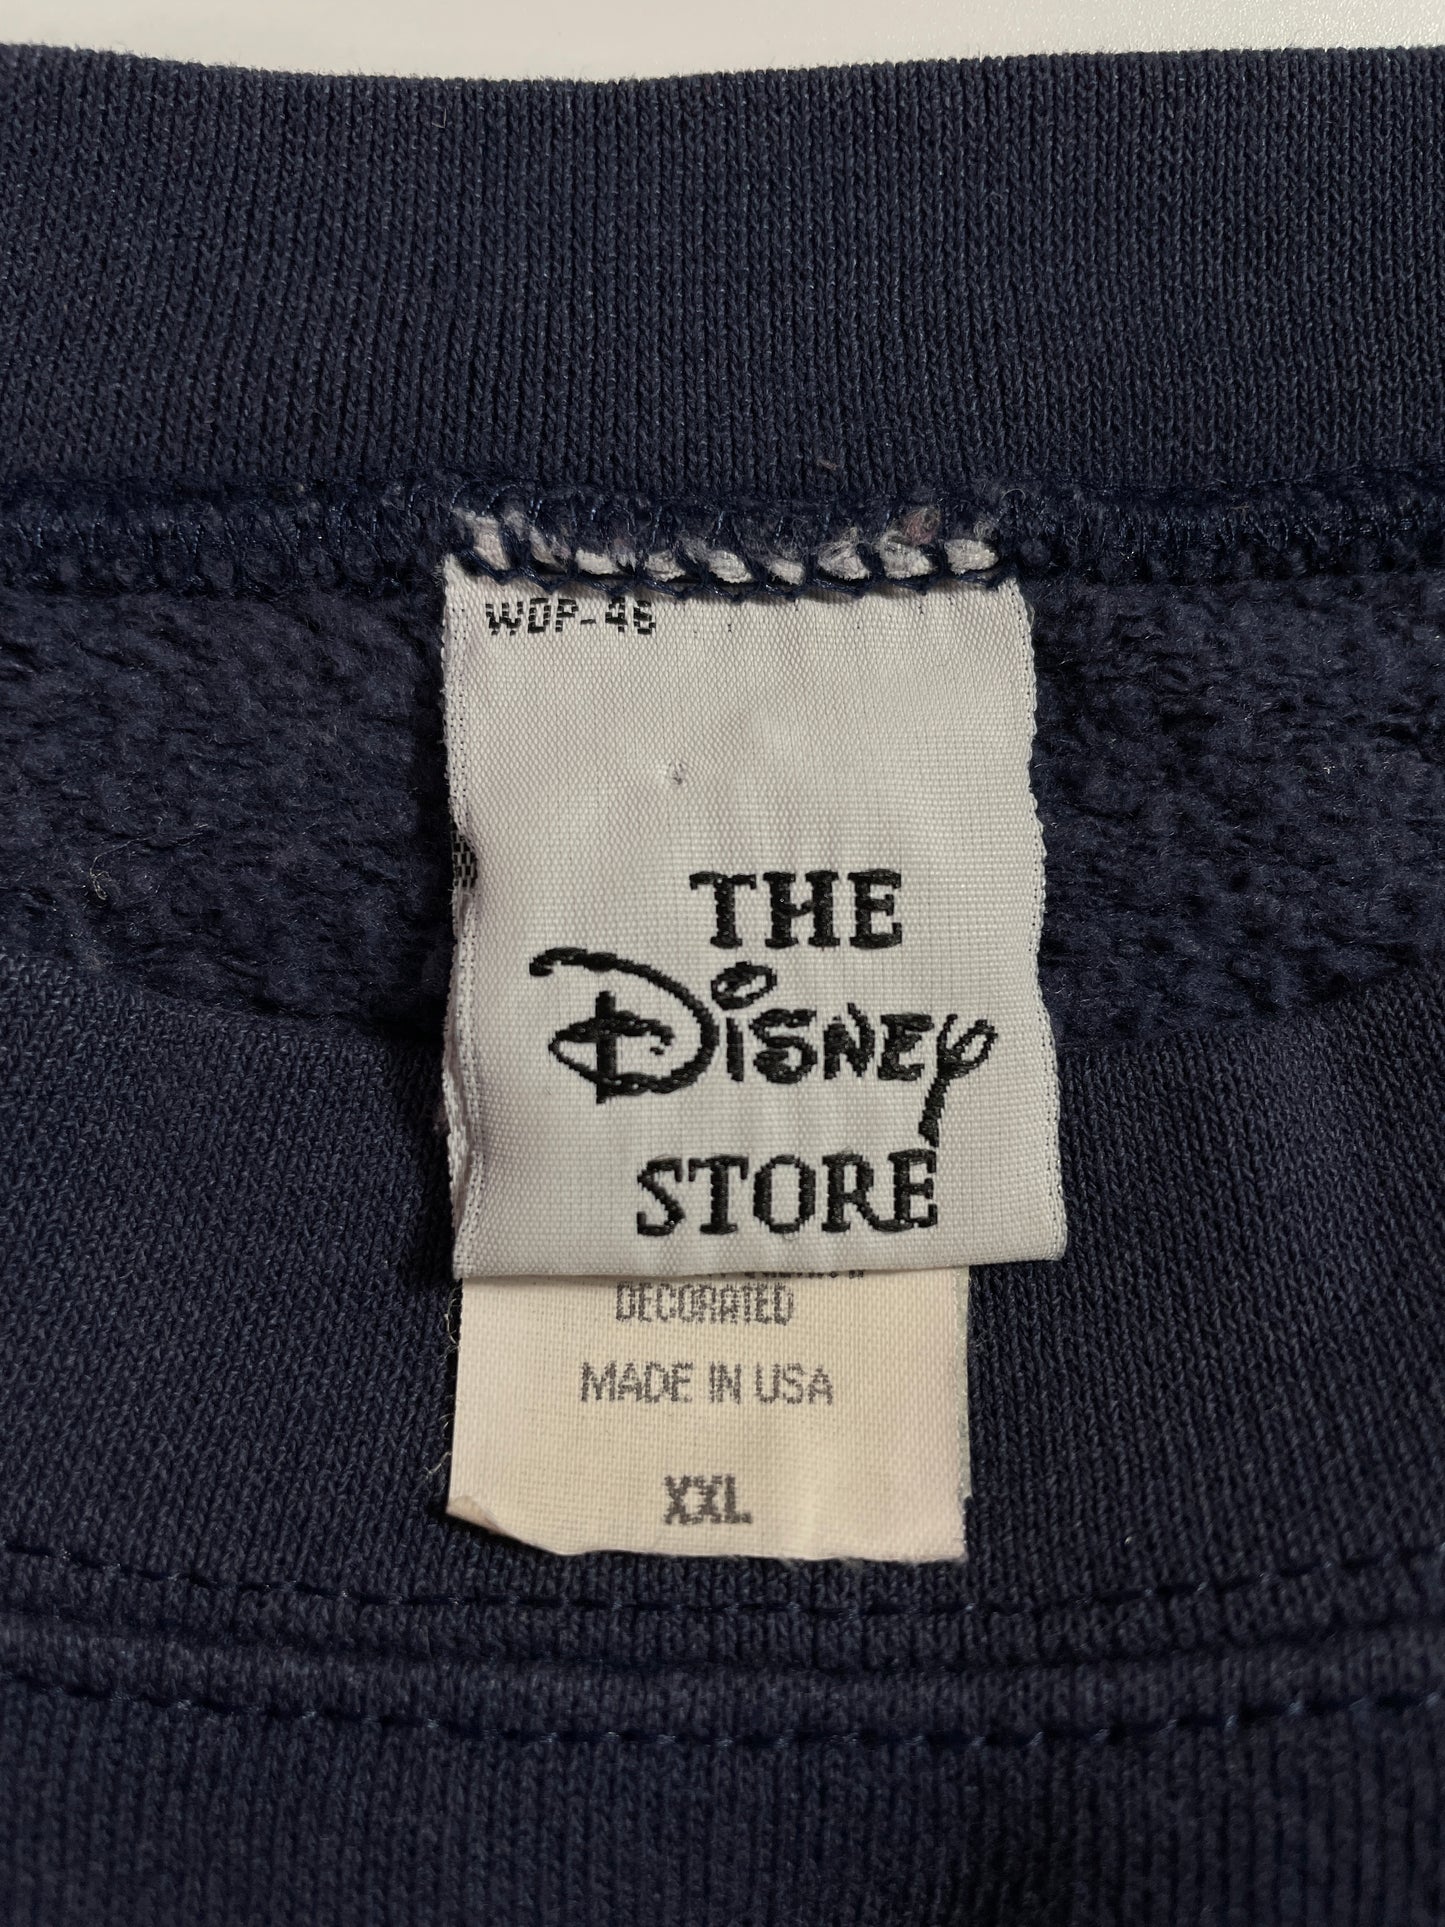 WDP-46
THE
DISNEY
STORE
DECORATED
MADE IN USA
XXL